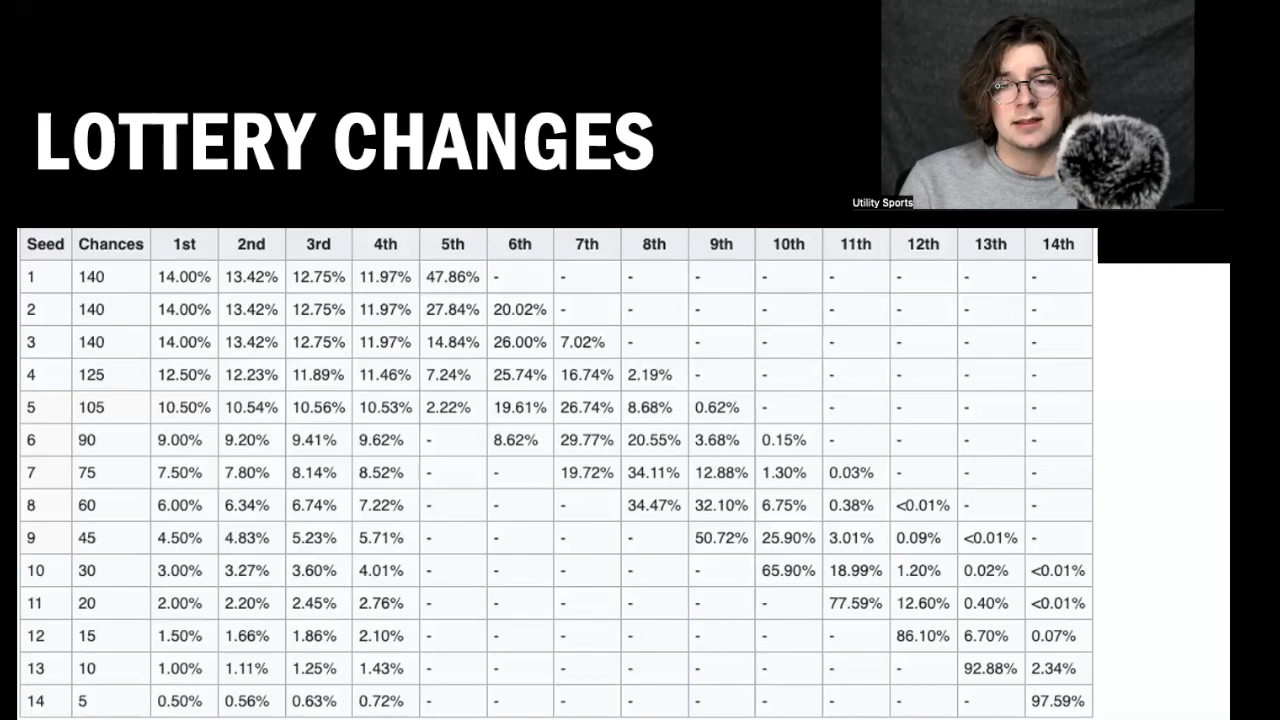 LOTTERY CHANGES
Utility Sports
Seed Chances 1st 2nd 3rd 4th 5th 6th 7th 8th 9th 10th 11th 12th 13th 14th
1 140 14.00% 13.42% 12.75% 11.97% 47.86% - - - - - - - - -
2 140 14.00% 13.42% 12.75% 11.97% 27.84% 20.02% - - - - - - - -
3 140 14.00% 13.42% 12.75% 11.97% 14.84% 26.00% 7.02% - - - - - - -
4 125 12.50% 12.23% 11.89% 11.46% 7.24% 25.74% 16.74% 2.19% - - - - - -
5 105 10.50% 10.54% 10.56% 10.53% 2.22% 19.61% 26.74% 8.68% 0.62% - - - - -
6 90 9.00% 9.20% 9.41% 9.62% - 8.62% 29.77% 20.55% 3.68% 0.15% - - - -
7 75 7.50% 7.80% 8.14% 8.52% - - 19.72% 34.11% 12.88% 1.30% 0.03% - - -
8 60 6.00% 6.34% 6.74% 7.22% - - - 34.47% 32.10% 6.75% 0.38% <0.01% - -
9 45 4.50% 4.83% 5.23% 5.71% - - - - 50.72% 25.90% 3.01% 0.09% <0.01% -
10 30 3.00% 3.27% 3.60% 4.01% - - - - - 65.90% 18.99% 1.20% 0.02% <0.01%
11 20 2.00% 2.20% 2.45% 2.76% - - - - - - 77.59% 12.60% 0.40% <0.01%
12 15 1.50% 1.66% 1.86% 2.10% - - - - - - - 86.10% 6.70% 0.07%
13 10 1.00% 1.11% 1.25% 1.43% - - - - - - - - 92.88% 2.34%
14 5 0.50% 0.56% 0.63% 0.72% - - - - - - - - - 97.59%